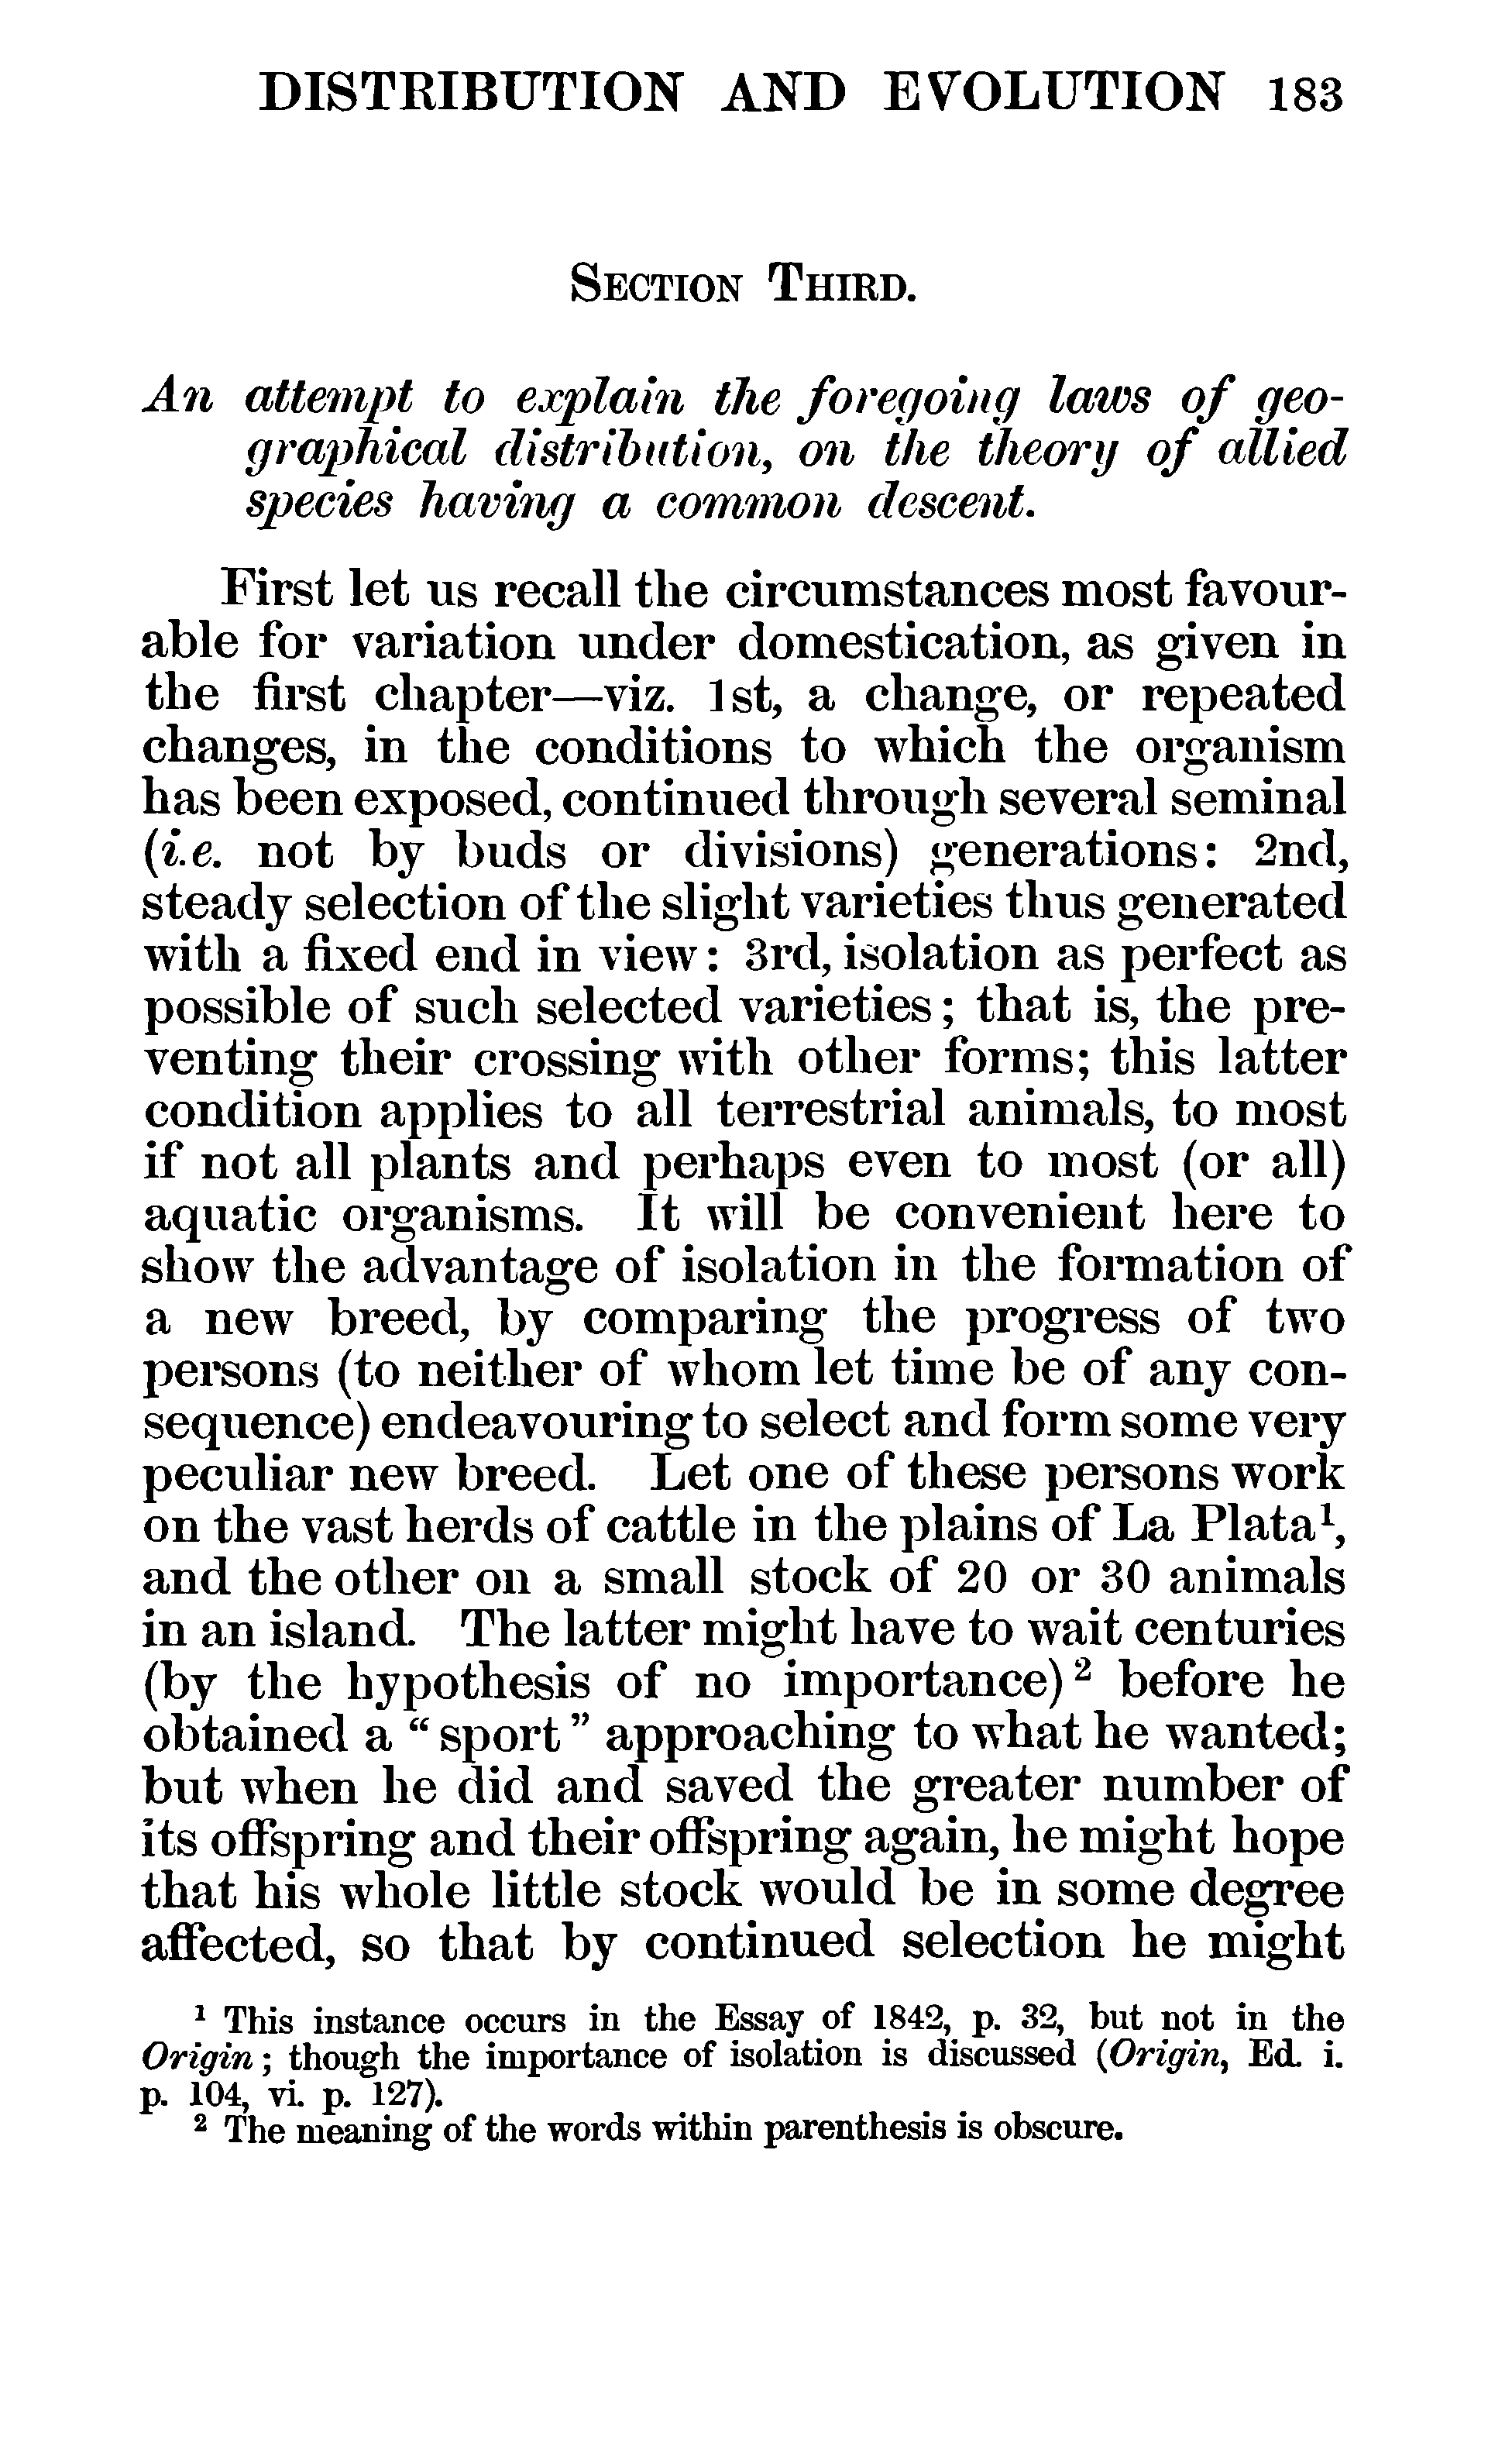 DISTRIBUTION AND EVOLUTION 183
SECTION THIRD.
An attempt to explain the foregoing laws of geo-
graphical distribution, on the theory of allied
species having a common descent.
First let us recall the circumstances most favour-
able for variation under domestication, as given in
the first chapter—viz. 1st, a change, or repeated
changes, in the conditions to which the organism
has been exposed, continued through several seminal
(i.e. not by buds or divisions) generations: 2nd,
steady selection of the slight varieties thus generated
with a fixed end in view: 3rd, isolation as perfect as
possible of such selected varieties; that is, the pre-
venting their crossing with other forms; this latter
condition applies to all terrestrial animals, to most
if not all plants and perhaps even to most (or all)
aquatic organisms. It will be convenient here to
show the advantage of isolation in the formation of
a new breed, by comparing the progress of two
persons (to neither of whom let time be of any con-
sequence) endeavouring to select and form some very
peculiar new breed. Let one of these persons work
on the vast herds of cattle in the plains of La Plata¹,
and the other on a small stock of 20 or 30 animals
in an island. The latter might have to wait centuries
(by the hypothesis of no importance)² before he
obtained a “sport” approaching to what he wanted;
but when he did and saved the greater number of
its offspring and their offspring again, he might hope
that his whole little stock would be in some degree
affected, so that by continued selection he might
¹ This instance occurs in the Essay of 1842, p. 32, but not in the
Origin; though the importance of isolation is discussed (Origin, Ed. i.
p. 104, vi. p. 127).
² The meaning of the words within parenthesis is obscure.